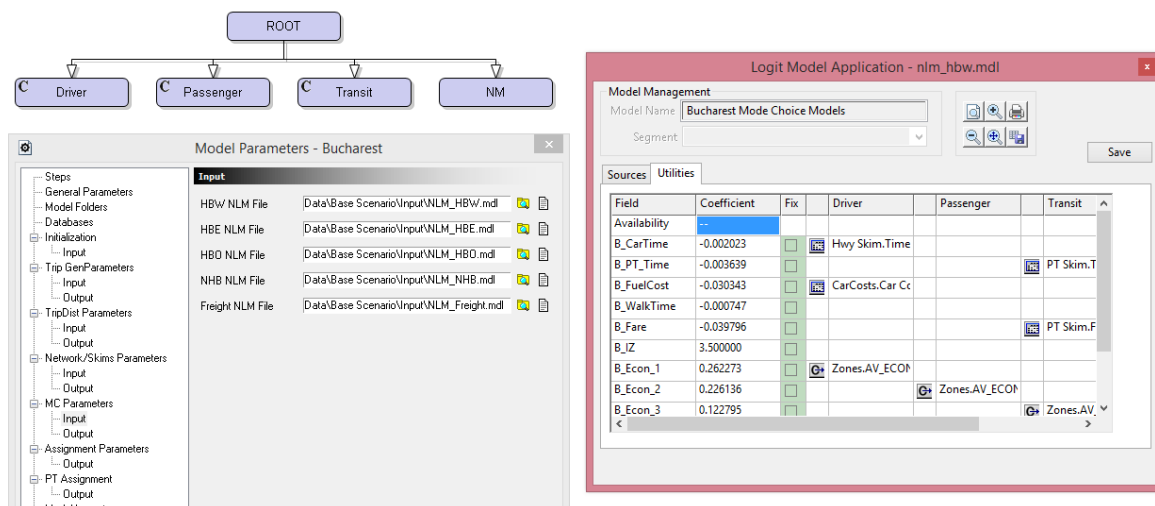 ROOT
C Driver
C Passenger
C Transit
NM
Model Parameters - Bucharest
Steps
General Parameters
Model Folders
Databases
Initialization
Input
Trip GenParameters
Input
Output
TripDist Parameters
Input
Output
Network/Skims Parameters
Input
Output
MC Parameters
Input
Output
Assignment Parameters
Output
PT Assignment
Output
Input
HBW NLM File Data\Base Scenario\Input\NLM_HBW.mdl
HBE NLM File Data\Base Scenario\Input\NLM_HBE.mdl
HBO NLM File Data\Base Scenario\Input\NLM_HBO.mdl
NHB NLM File Data\Base Scenario\Input\NLM_NHB.mdl
Freight NLM File Data\Base Scenario\Input\NLM_Freight.mdl
Logit Model Application - nlm_hbw.mdl
x
Model Management
Model Name Bucharest Mode Choice Models
Segment
Save
Sources Utilities
Field Coefficient Fix Driver Passenger Transit
Availability --
B_CarTime -0.002023 Hwy Skim.Time
B_PT_Time -0.003639 PT Skim.T
B_FuelCost -0.030343 CarCosts.Car Co
B_WalkTime -0.000747
B_Fare -0.039796 PT Skim.F
B_IZ 3.500000
B_Econ_1 0.262273 G+ Zones.AV_ECON
B_Econ_2 0.226136 G+ Zones.AV_ECON
B_Econ_3 0.122795 G+ Zones.AV_